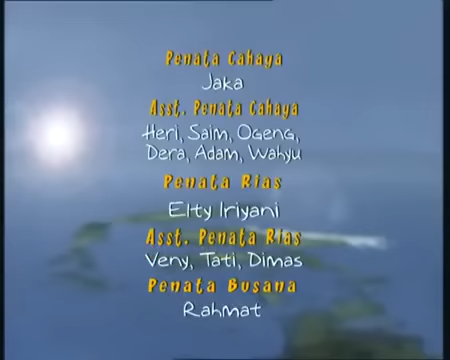 Penata Cahaya
Jaka
Asst. Penata Cahaya
Heri, Saim, Ogeng,
Dera, Adam, Wahyu
Penata Rias
Elty Iriyani
Asst. Penata Rias
Veny, Tati, Dimas
Penata Busana
Rahmat